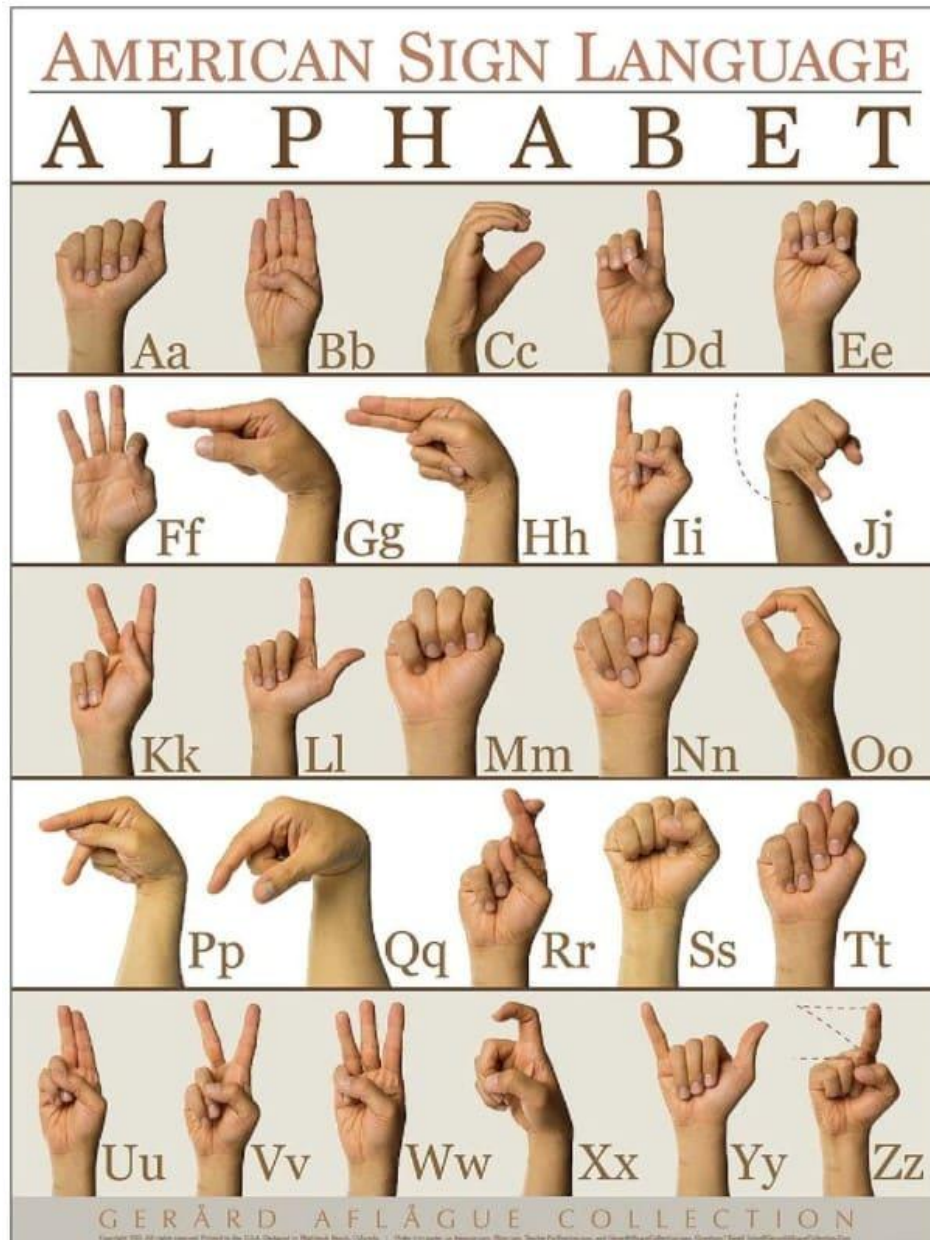 AMERICAN SIGN LANGUAGE
ALPHABET
Aa Bb Cc Dd Ee
Ff Gg Hh Ii Jj
Kk Ll Mm Nn Oo
Pp Qq Rr Ss Tt
Uu Vv Ww Xx Yy Zz
GERÅRD AFLÅGUE COLLECTION